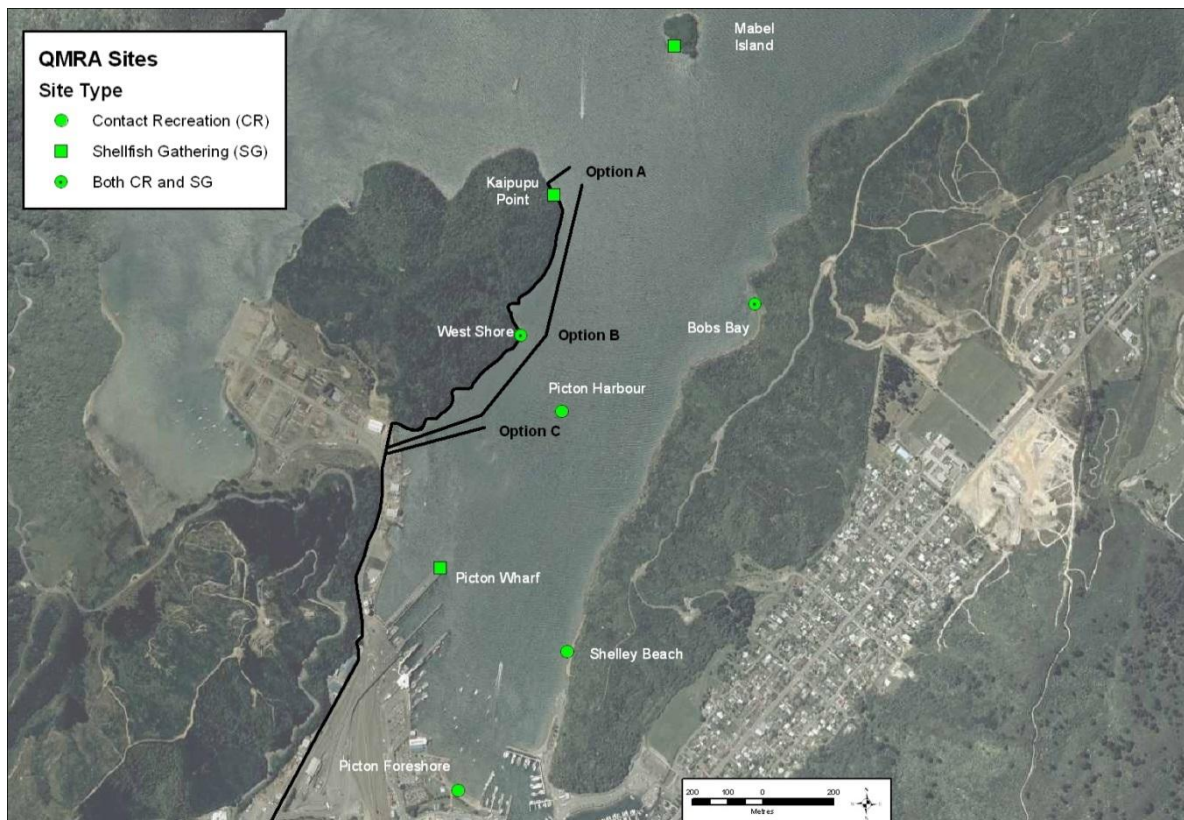 QMRA Sites
Site Type
Contact Recreation (CR)
Shellfish Gathering (SG)
Both CR and SG
Mabel
Island
Option A
Kaipupu
Point
West Shore
Option B
Bobs Bay
Picton Harbour
Option C
Picton Wharf
Shelley Beach
Picton Foreshore
200 100 0 200
Metres